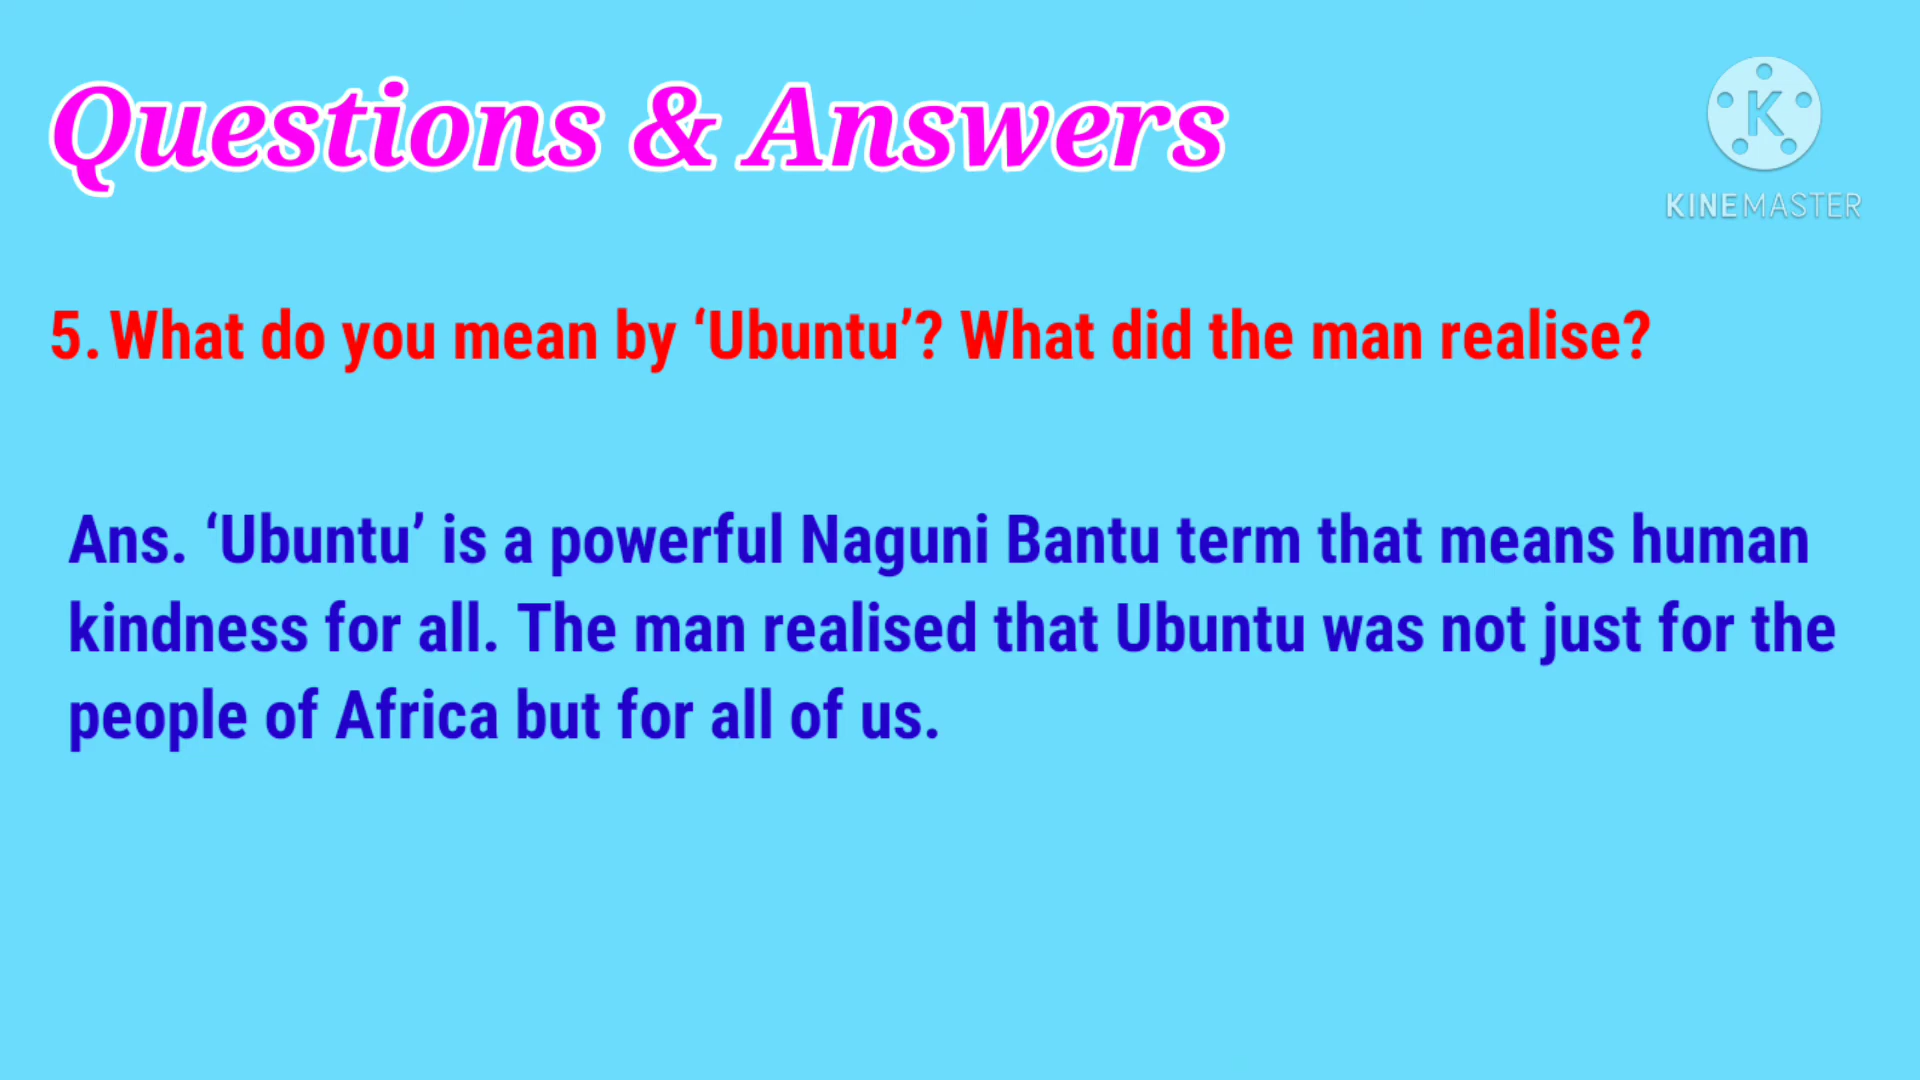 Questions & Answers
K
KINEMASTER
5. What do you mean by ‘Ubuntu’? What did the man realise?
Ans. ‘Ubuntu’ is a powerful Naguni Bantu term that means human
kindness for all. The man realised that Ubuntu was not just for the
people of Africa but for all of us.